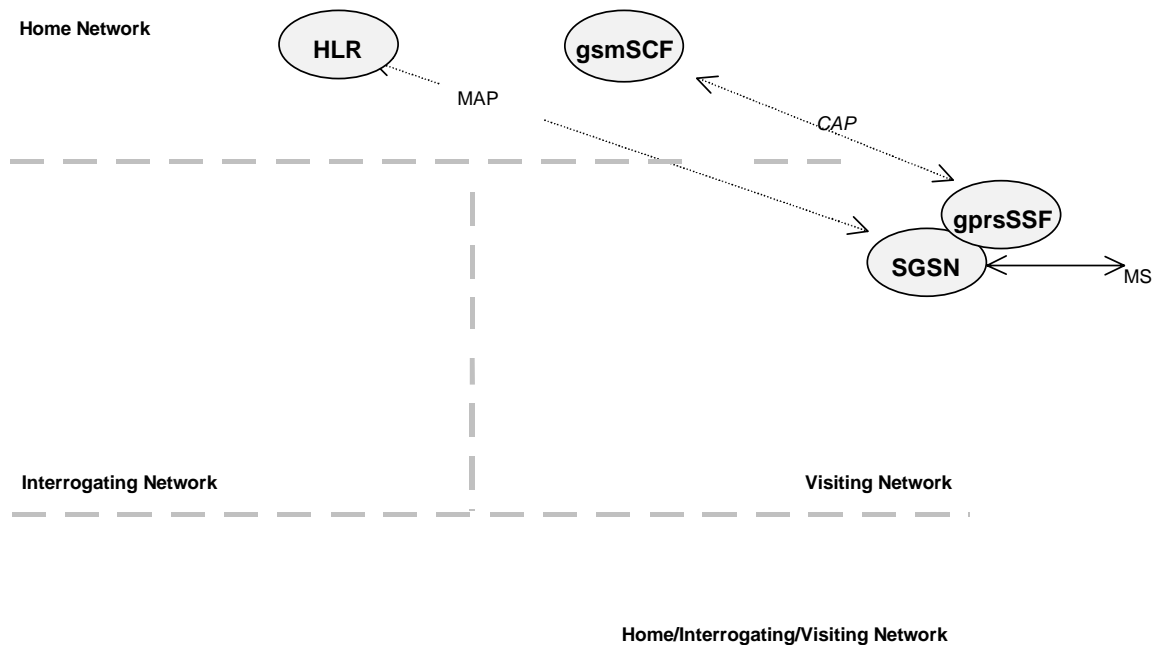 Home Network
HLR
gsmSCF
MAP
CAP
gprsSSF
SGSN
MS
Interrogating Network
Visiting Network
Home/Interrogating/Visiting Network